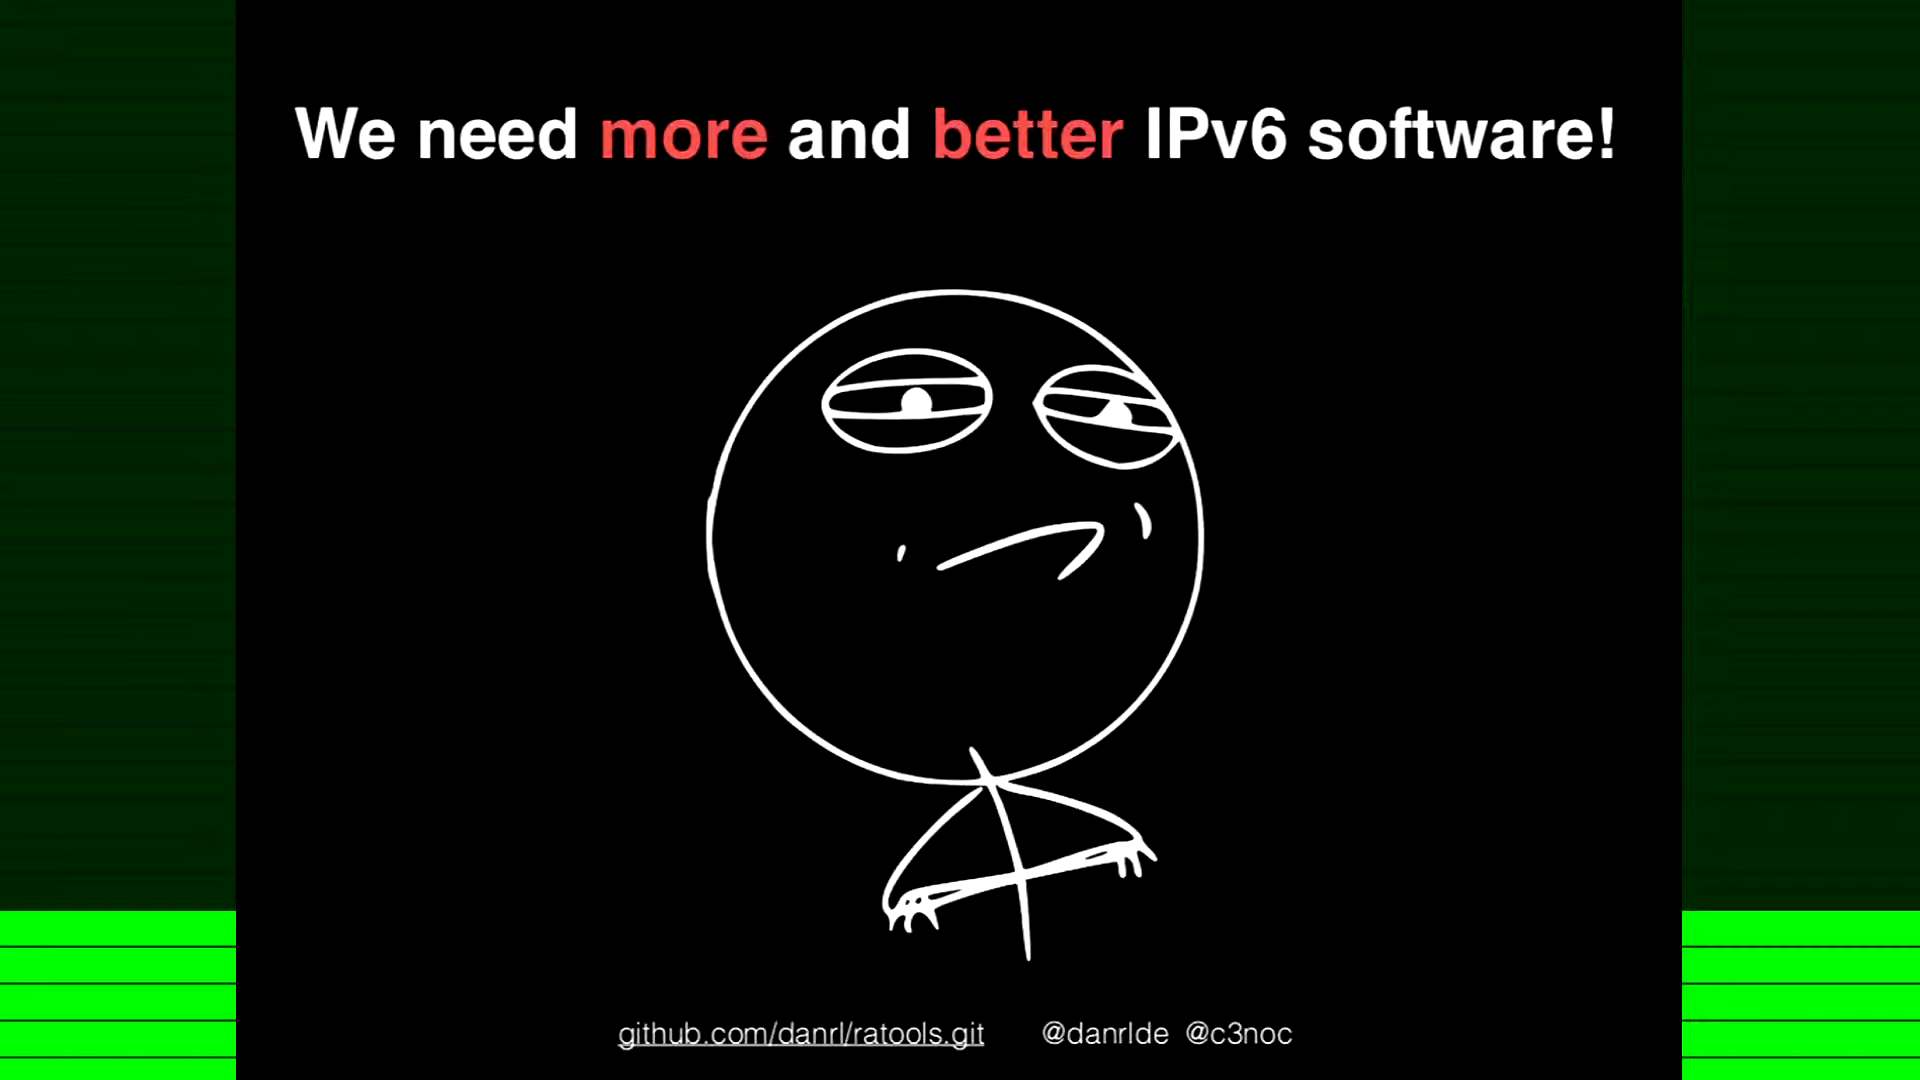 We need more and better IPv6 software!
github.com/danrl/ratools.git @danrlde @c3noc